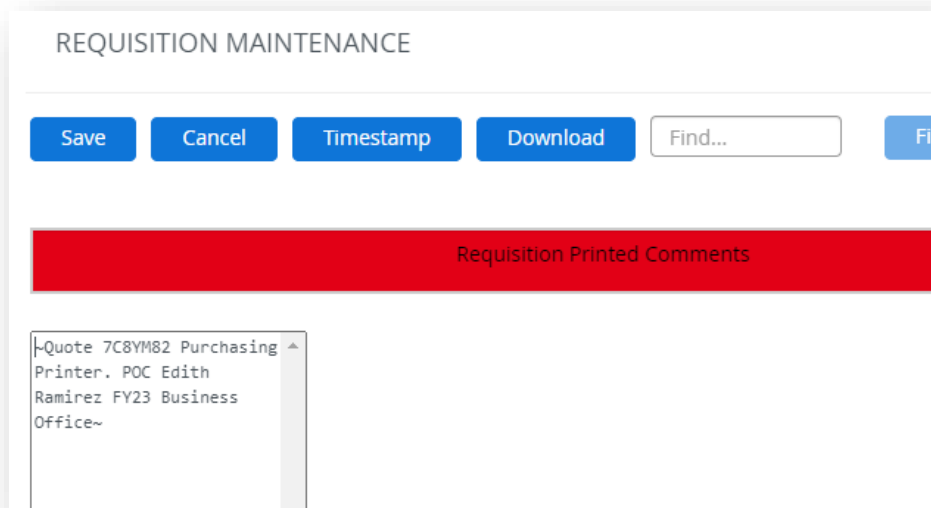 REQUISITION MAINTENANCE
Save Cancel Timestamp Download Find...
Requisition Printed Comments
~Quote 7C8YM82 Purchasing
Printer. POC Edith
Ramirez FY23 Business
Office~